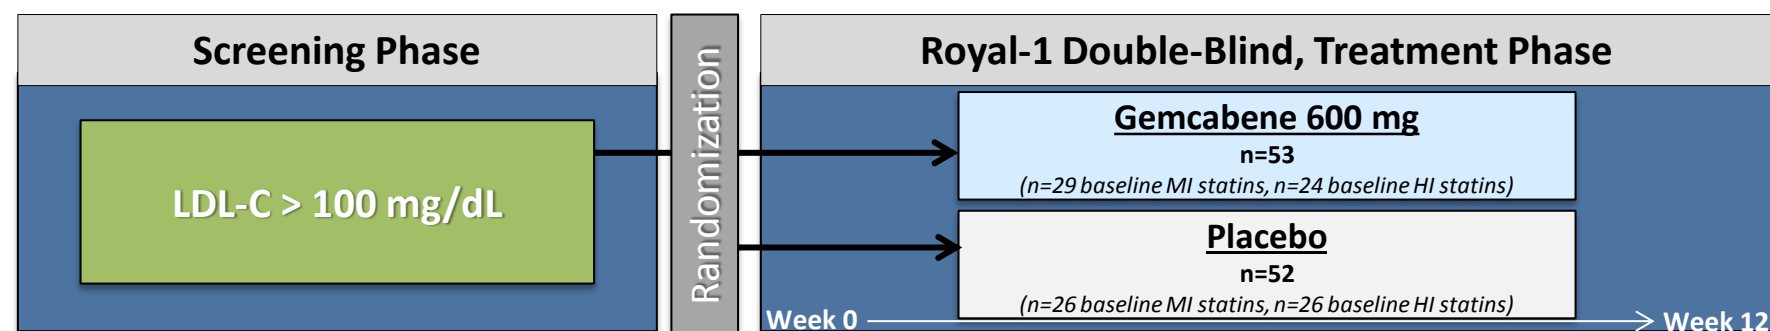 Screening Phase
LDL-C > 100 mg/dL
Randomization
Royal-1 Double-Blind, Treatment Phase
Gemcabene 600 mg
n=53
(n=29 baseline MI statins, n=24 baseline HI statins)
Placebo
n=52
(n=26 baseline MI statins, n=26 baseline HI statins)
Week 0
Week 12